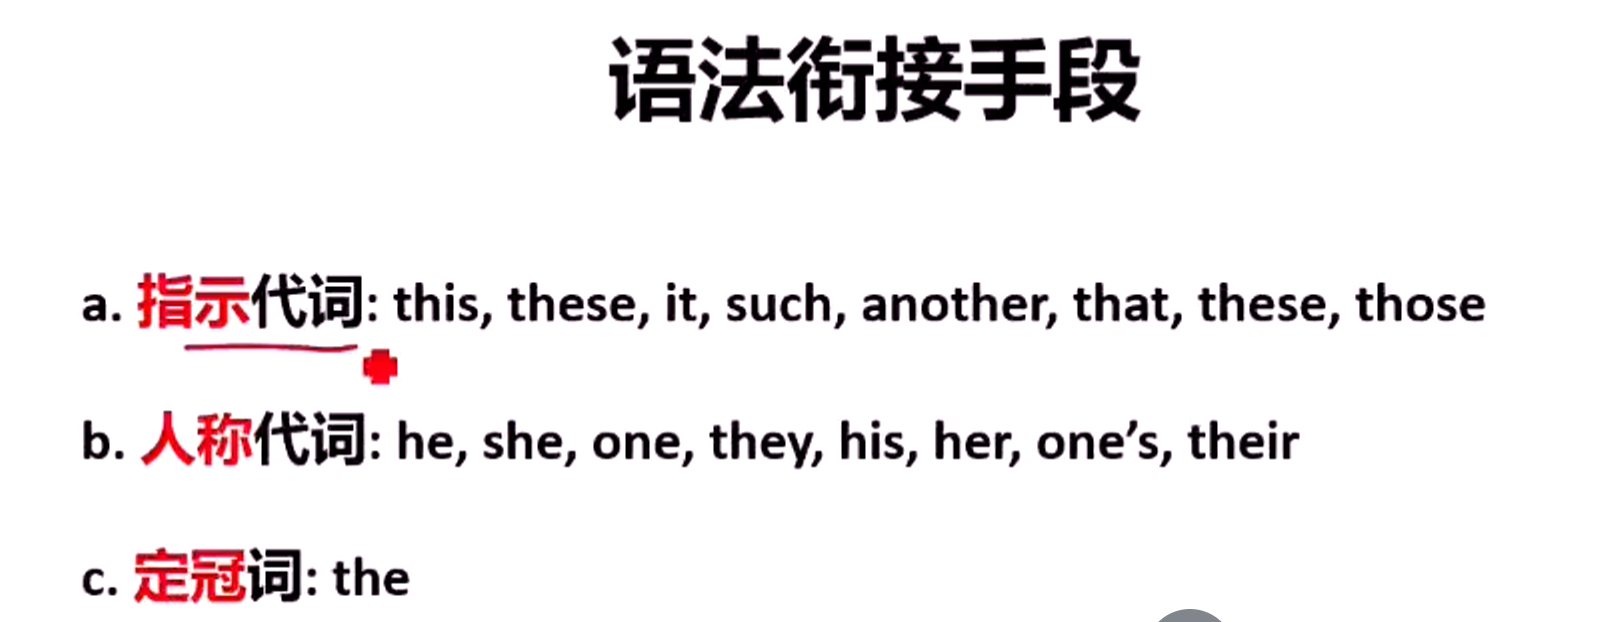 语法衔接手段
a. 指示代词: this, these, it, such, another, that, these, those
b. 人称代词: he, she, one, they, his, her, one’s, their
c. 定冠词: the